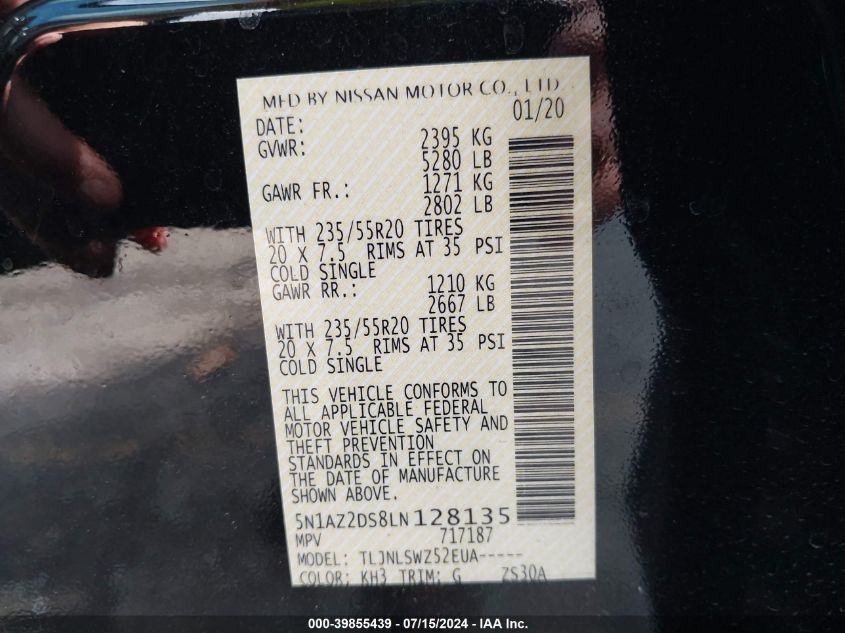 MFD BY NISSAN MOTOR CO., LTD
DATE: 01/20
GVWR: 2395 KG
5280 LB
GAWR FR.: 1271 KG
2802 LB
WITH 235/55R20 TIRES
20 X 7.5 RIMS AT 35 PSI
COLD SINGLE
GAWR RR.: 1210 KG
2667 LB
WITH 235/55R20 TIRES
20 X 7.5 RIMS AT 35 PSI
COLD SINGLE
THIS VEHICLE CONFORMS TO
ALL APPLICABLE FEDERAL
MOTOR VEHICLE SAFETY AND
THEFT PREVENTION
STANDARDS IN EFFECT ON
THE DATE OF MANUFACTURE
SHOWN ABOVE.
5N1AZ2DS8LN128135
MPV 717187
MODEL: TLJNLSWZ52EUA-----
COLOR: KH3 TRIM: G ZS30A
000-39855439 - 07/15/2024 - IAA Inc.